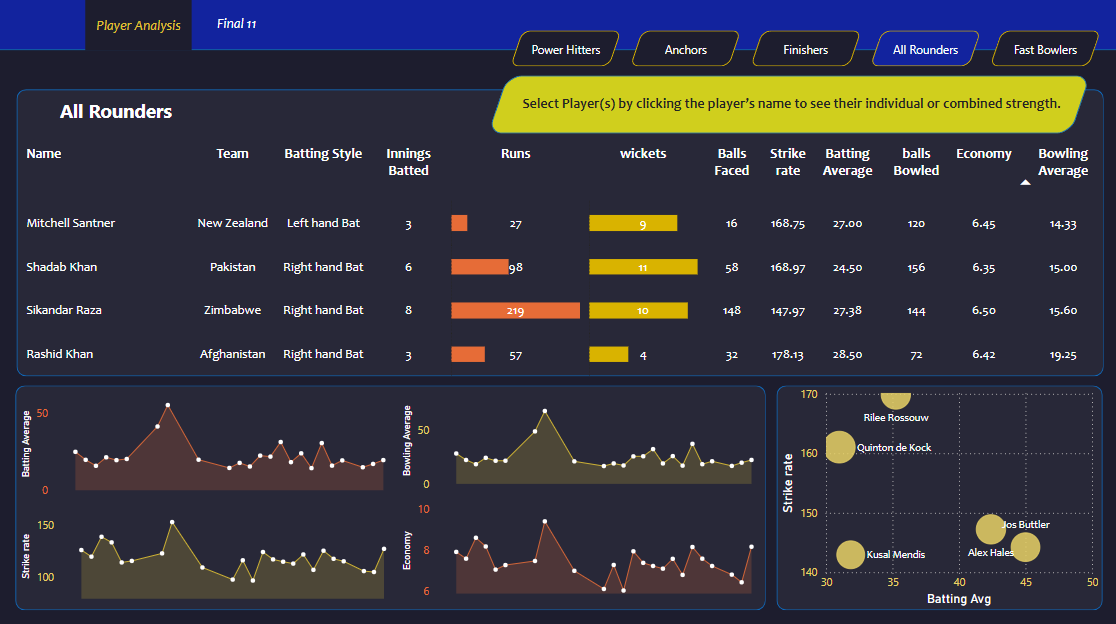 Player Analysis
Final 11
Power Hitters
Anchors
Finishers
All Rounders
Fast Bowlers
Select Player(s) by clicking the player's name to see their individual or combined strength.
All Rounders
Name Team Batting Style Innings Batted Runs wickets Balls Faced Strike rate Batting Average balls Bowled Economy Bowling Average
Mitchell Santner New Zealand Left hand Bat 3 27 9 16 168.75 27.00 120 6.45 14.33
Shadab Khan Pakistan Right hand Bat 6 98 11 58 168.97 24.50 156 6.35 15.00
Sikandar Raza Zimbabwe Right hand Bat 8 219 10 148 147.97 27.38 144 6.50 15.60
Rashid Khan Afghanistan Right hand Bat 3 57 4 32 178.13 28.50 72 6.42 19.25
Batting Average
50
0
Bowling Average
50
0
Strike rate
150
100
Economy
10
8
6
Strike rate
170
160
150
140
Rilee Rossouw
Quinton de Kock
Jos Buttler
Alex Hales
Kusal Mendis
30 35 40 45 50
Batting Avg